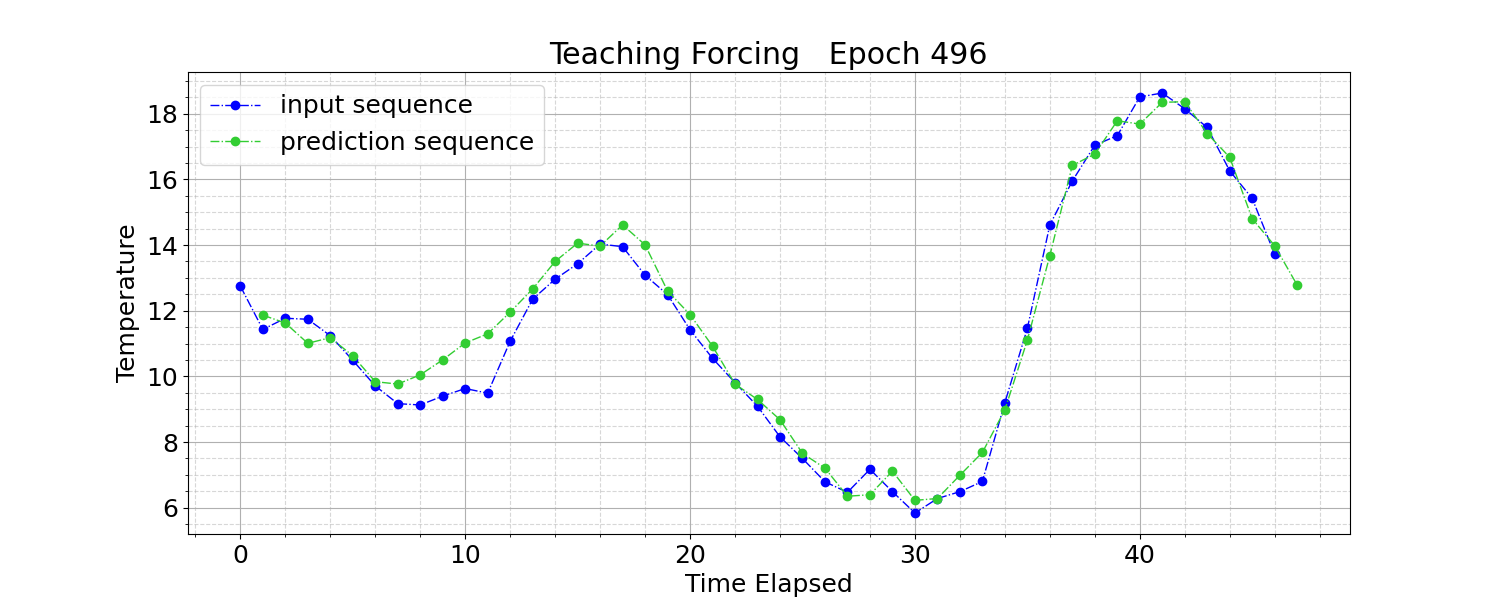 Teaching Forcing   Epoch 496
input sequence
prediction sequence
Temperature
18
16
14
12
10
8
6
0 10 20 30 40
Time Elapsed